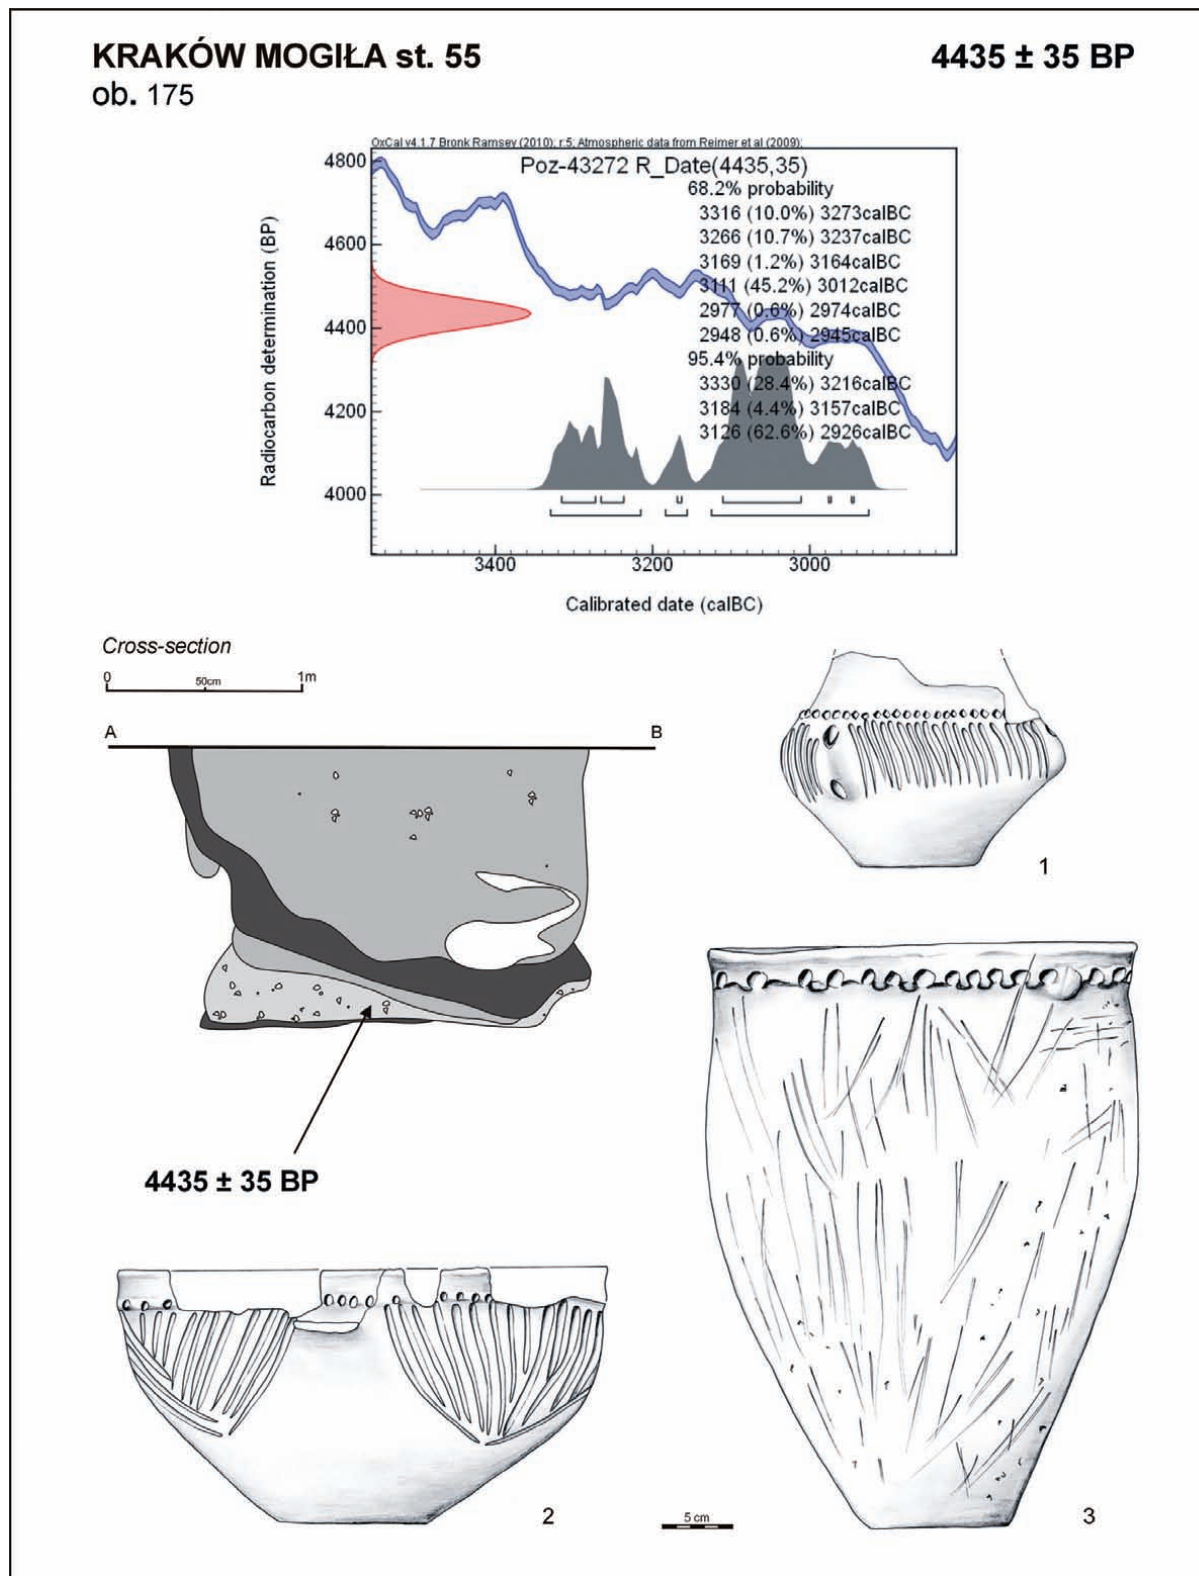 KRAKÓW MOGIŁA st. 55
4435 ± 35 BP
ob. 175
OxCal v4.1.7 Bronk Ramsey (2010); r:5; Atmospheric data from Reimer et al (2009);
Poz-43272 R_Date(4435,35)
68.2% probability
3316 (10.0%) 3273calBC
3266 (10.7%) 3237calBC
3169 (1.2%) 3164calBC
3111 (45.2%) 3012calBC
2977 (0.6%) 2974calBC
2948 (0.6%) 2945calBC
95.4% probability
3330 (28.4%) 3216calBC
3184 (4.4%) 3157calBC
3126 (62.6%) 2926calBC
Radiocarbon determination (BP)
4800
4600
4400
4200
4000
3400
3200
3000
Calibrated date (calBC)
Cross-section
0
50cm
1m
A
B
4435 ± 35 BP
1
2
5 cm
3